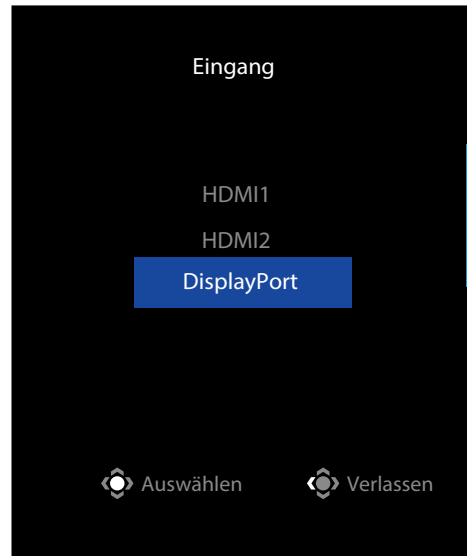 Eingang
HDMI1
HDMI2
DisplayPort
Auswählen Verlassen